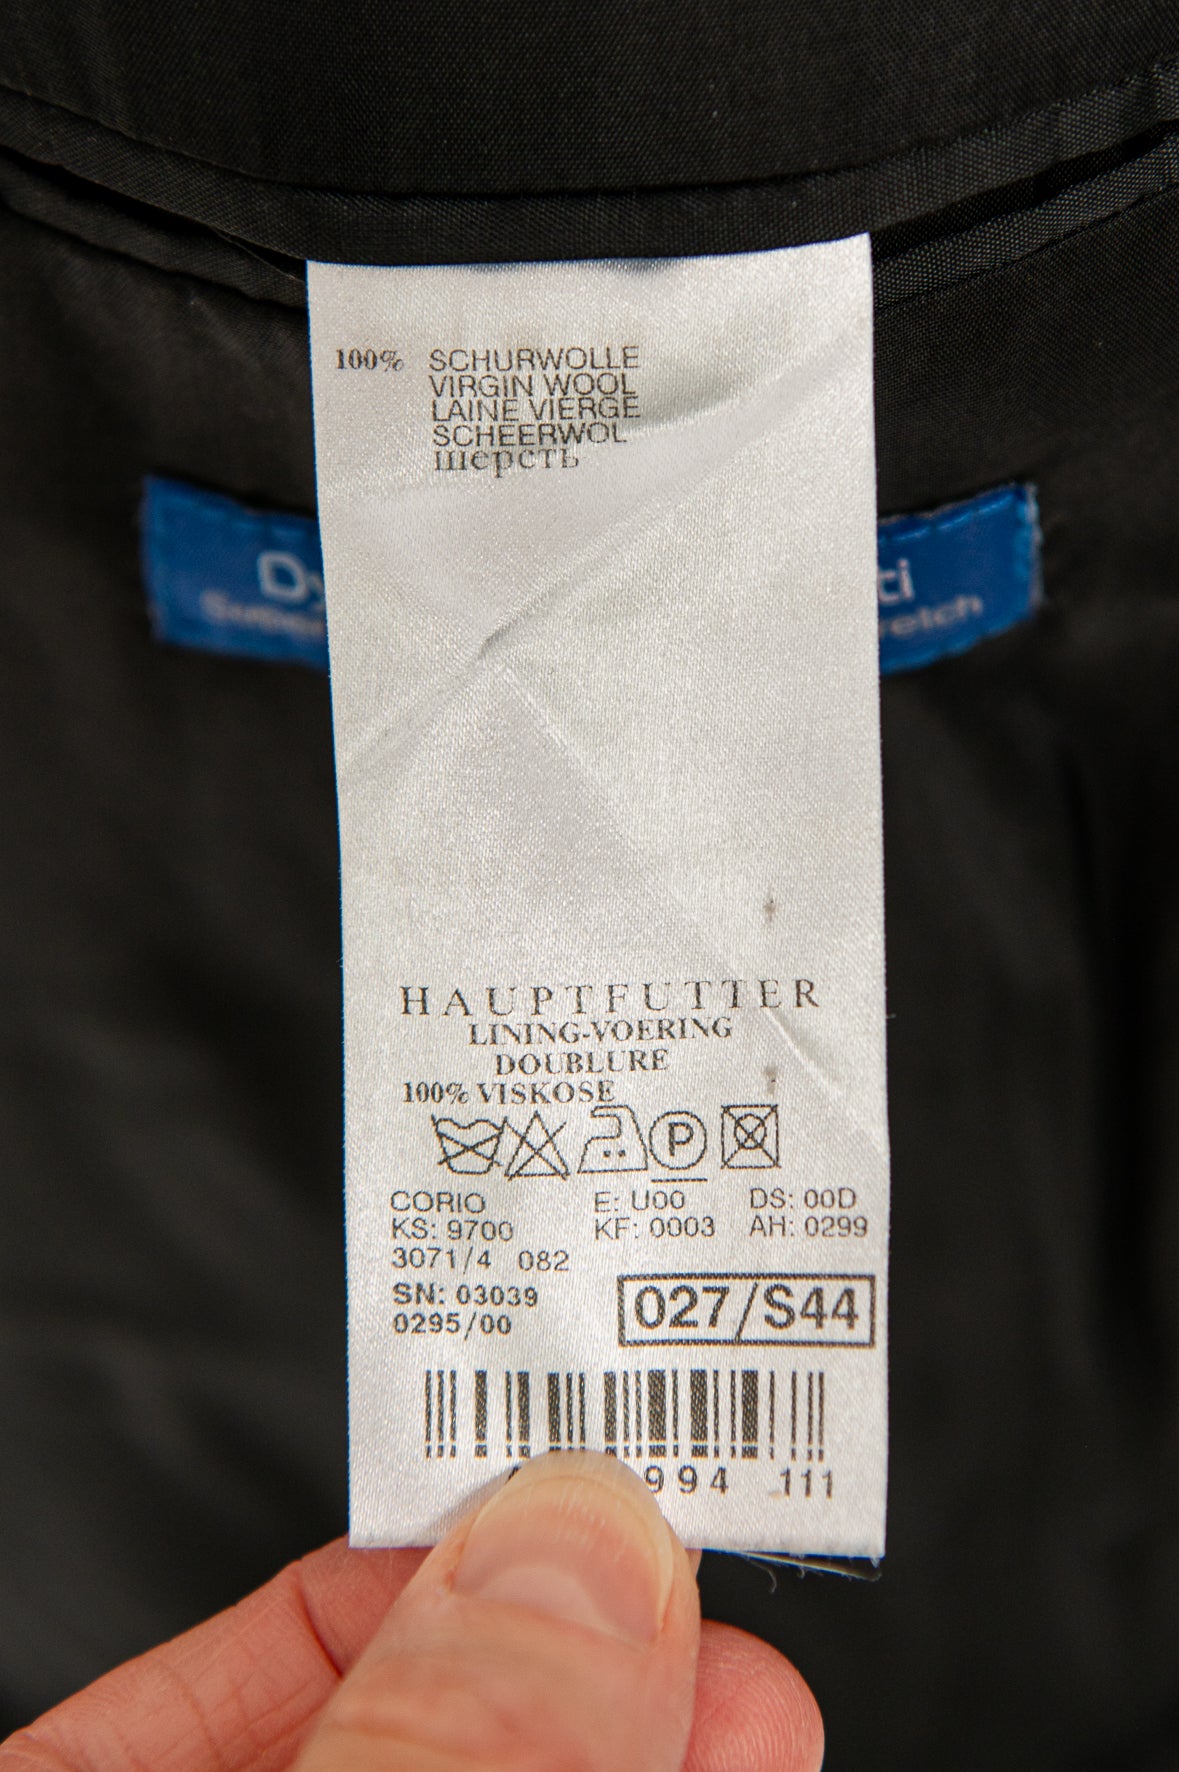 100% SCHURWOLLE
VIRGIN WOOL
LAINE VIERGE
SCHEERWOL
шерсть
HAUPTFUTTER
LINING-VOERING
DOUBLURE
100% VISKOSE
P
CORIO E: U00 DS: 00D
KS: 9700 KF: 0003 AH: 0299
3071/4 082
SN: 03039
0295/00
027/S44
994 111